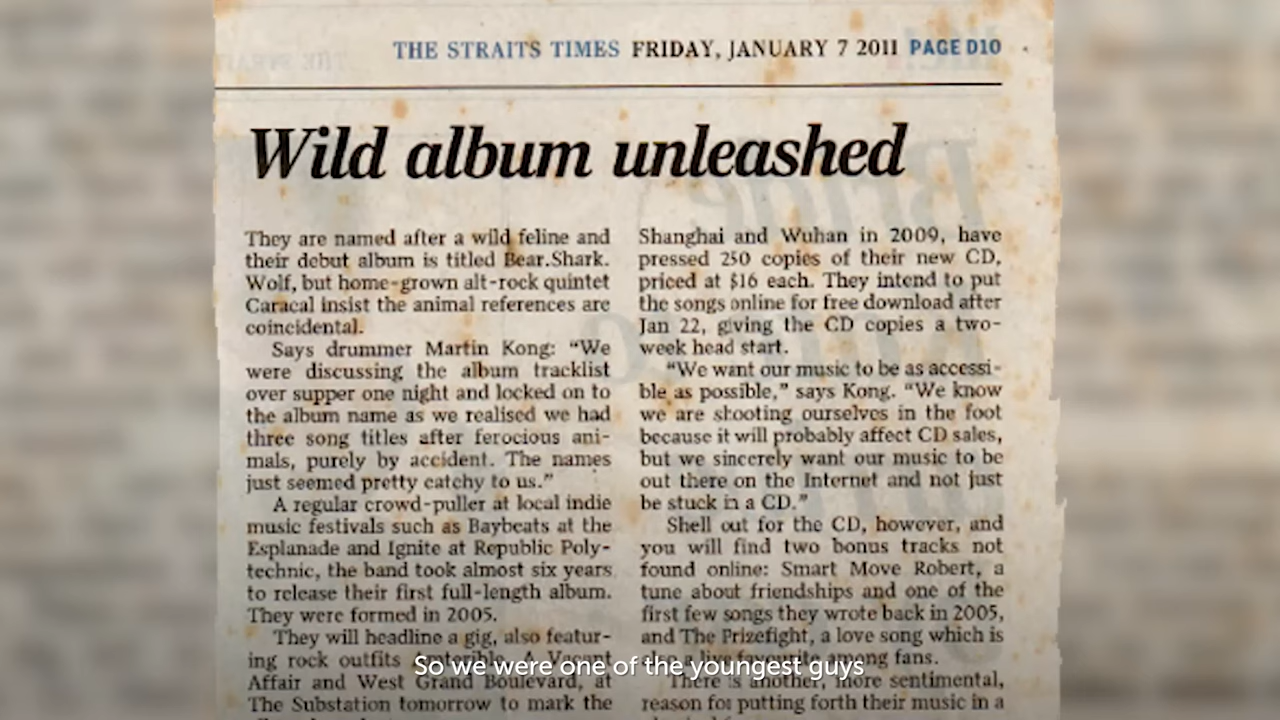 THE STRAITS TIMES FRIDAY, JANUARY 7 2011 PAGE D10
Wild album unleashed
They are named after a wild feline and
their debut album is titled Bear.Shark.
Wolf, but home-grown alt-rock quintet
Caracal insist the animal references are
coincidental.
Says drummer Martin Kong: “We
were discussing the album tracklist
over supper one night and locked on to
the album name as we realised we had
three song titles after ferocious ani-
mals, purely by accident. The names
just seemed pretty catchy to us.”
A regular crowd-puller at local indie
music festivals such as Baybeats at the
Esplanade and Ignite at Republic Poly-
technic, the band took almost six years
to release their first full-length album.
They were formed in 2005.
They will headline a gig, also featur-
ing rock outfits A Vacant
Affair and West Grand Boulevard, at
The Substation tomorrow to mark the
Shanghai and Wuhan in 2009, have
pressed 250 copies of their new CD,
priced at $16 each. They intend to put
the songs online for free download after
Jan 22, giving the CD copies a two-
week head start.
“We want our music to be as accessi-
ble as possible,” says Kong. “We know
we are shooting ourselves in the foot
because it will probably affect CD sales,
but we sincerely want our music to be
out there on the Internet and not just
be stuck in a CD.”
Shell out for the CD, however, and
you will find two bonus tracks not
found online: Smart Move Robert, a
tune about friendships and one of the
first few songs they wrote back in 2005,
and The Prizefight, a love song which is
also a live favourite among fans.
There is another, more sentimental,
reason for putting forth their music in a
So we were one of the youngest guys